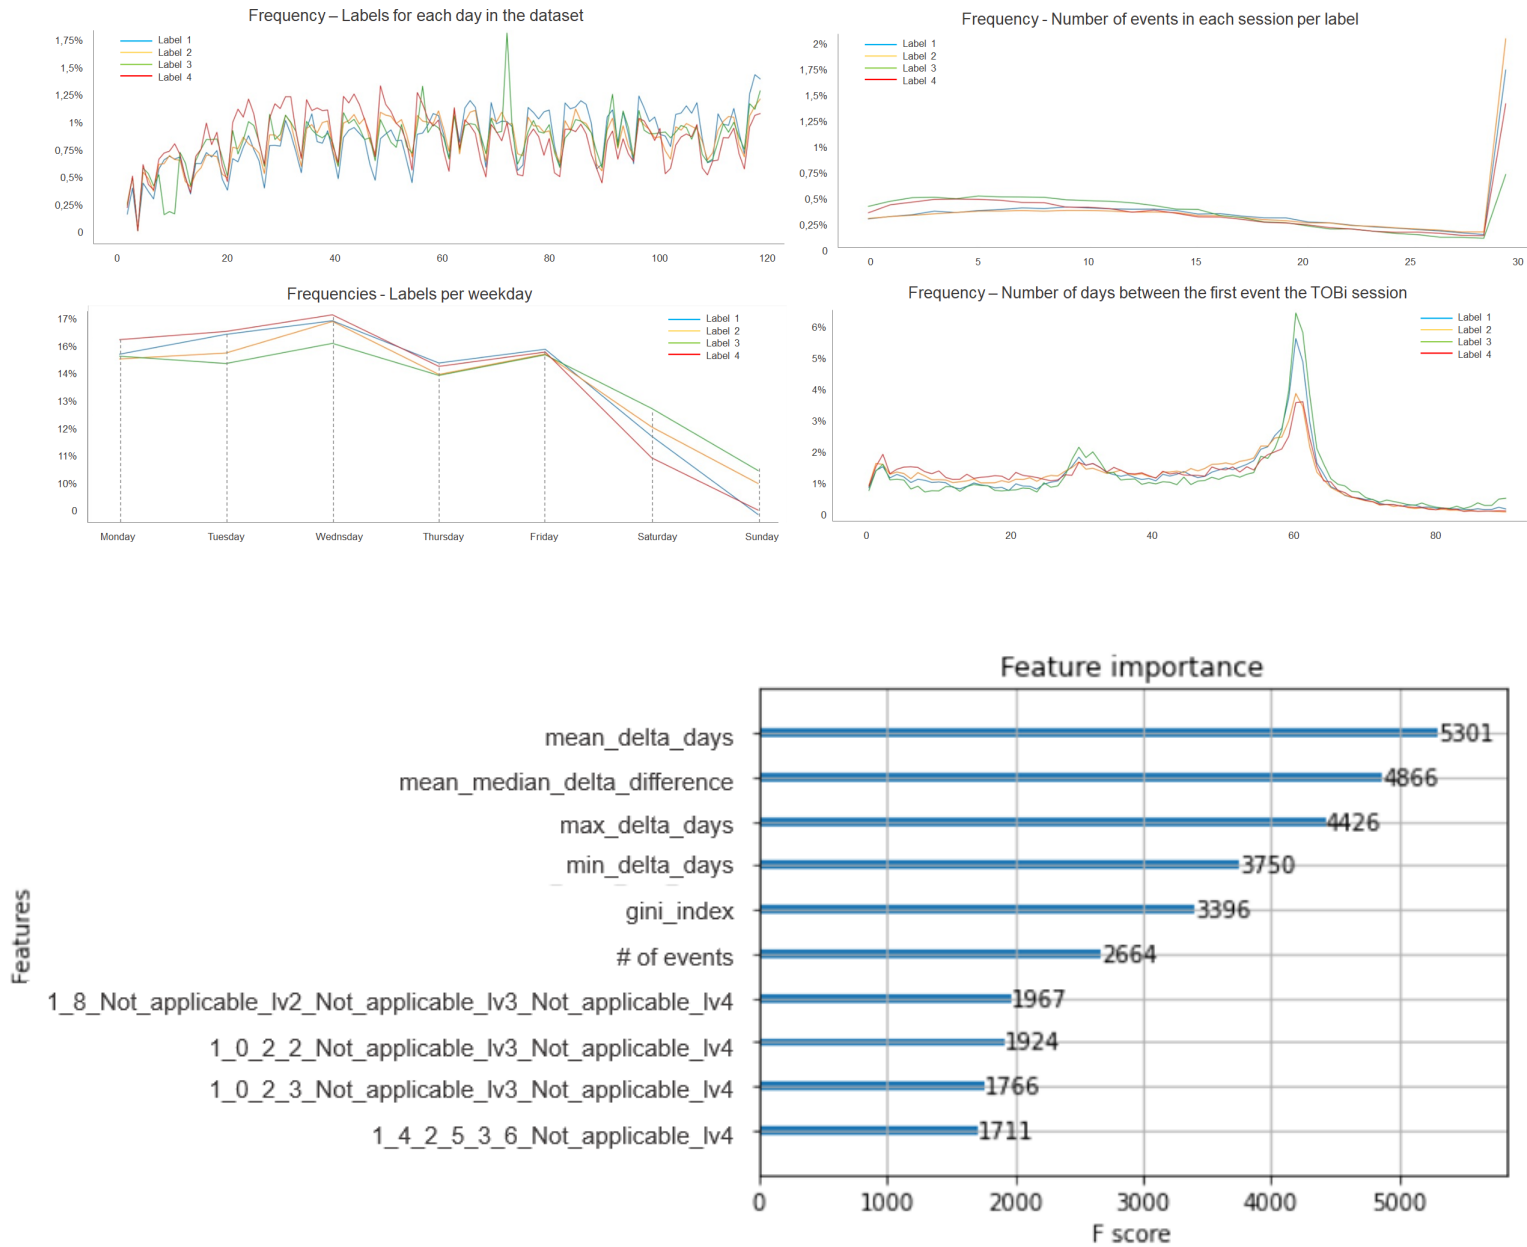 Frequency – Labels for each day in the dataset
1,75%
1,5%
1,25%
1%
0,75%
0,5%
0,25%
0
Label 1
Label 2
Label 3
Label 4
0 20 40 60 80 100 120
Frequency - Number of events in each session per label
2%
1,75%
1,5%
1,25%
1%
0,75%
0,5%
0,25%
0
Label 1
Label 2
Label 3
Label 4
0 5 10 15 20 25 30
Frequencies - Labels per weekday
17%
16%
15%
14%
13%
12%
11%
10%
0
Label 1
Label 2
Label 3
Label 4
Monday Tuesday Wednsday Thursday Friday Saturday Sunday
Frequency – Number of days between the first event the TOBi session
6%
5%
4%
3%
2%
1%
0
Label 1
Label 2
Label 3
Label 4
0 20 40 60 80
Feature importance
Features
mean_delta_days 5301
mean_median_delta_difference 4866
max_delta_days 4426
min_delta_days 3750
gini_index 3396
# of events 2664
1_8_Not_applicable_lv2_Not_applicable_lv3_Not_applicable_lv4 1967
1_0_2_2_Not_applicable_lv3_Not_applicable_lv4 1924
1_0_2_3_Not_applicable_lv3_Not_applicable_lv4 1766
1_4_2_5_3_6_Not_applicable_lv4 1711
0 1000 2000 3000 4000 5000
F score